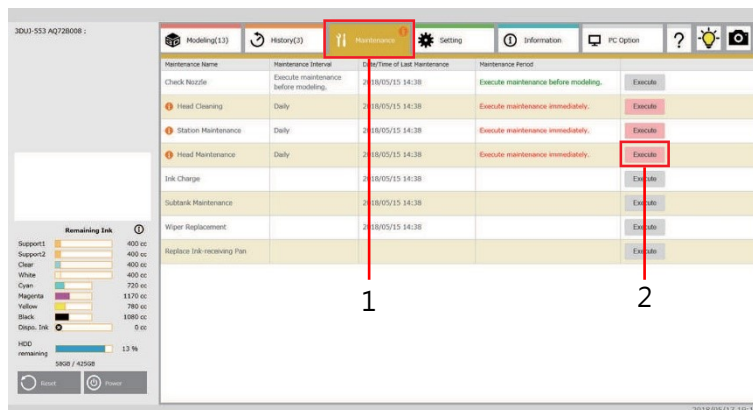 3DUJ-553 AQ72B008 ;
Modeling(13)
History(3)
Maintenance
Setting
Information
PC Option
?
Maintenance Name Maintenance Interval Date/Time of Last Maintenance Maintenance Period
Check Nozzle Execute maintenance before modeling. 2018/05/15 14:38 Execute maintenance before modeling. Execute
Head Cleaning Daily 2018/05/15 14:38 Execute maintenance immediately. Execute
Station Maintenance Daily 2018/05/15 14:38 Execute maintenance immediately. Execute
Head Maintenance Daily 2018/05/15 14:38 Execute maintenance immediately. Execute
Ink Charge 2018/05/15 14:38 Execute
Subtank Maintenance 2018/05/15 14:38 Execute
Wiper Replacement 2018/05/15 14:38 Execute
Replace Ink-receiving Pan Execute
1
2
Remaining Ink
Support1 400 cc
Support2 400 cc
Clear 400 cc
White 400 cc
Cyan 720 cc
Magenta 1170 cc
Yellow 780 cc
Black 1080 cc
Dispo. Ink 0 cc
HDD
remaining 13 %
58GB / 425GB
Reset
Power